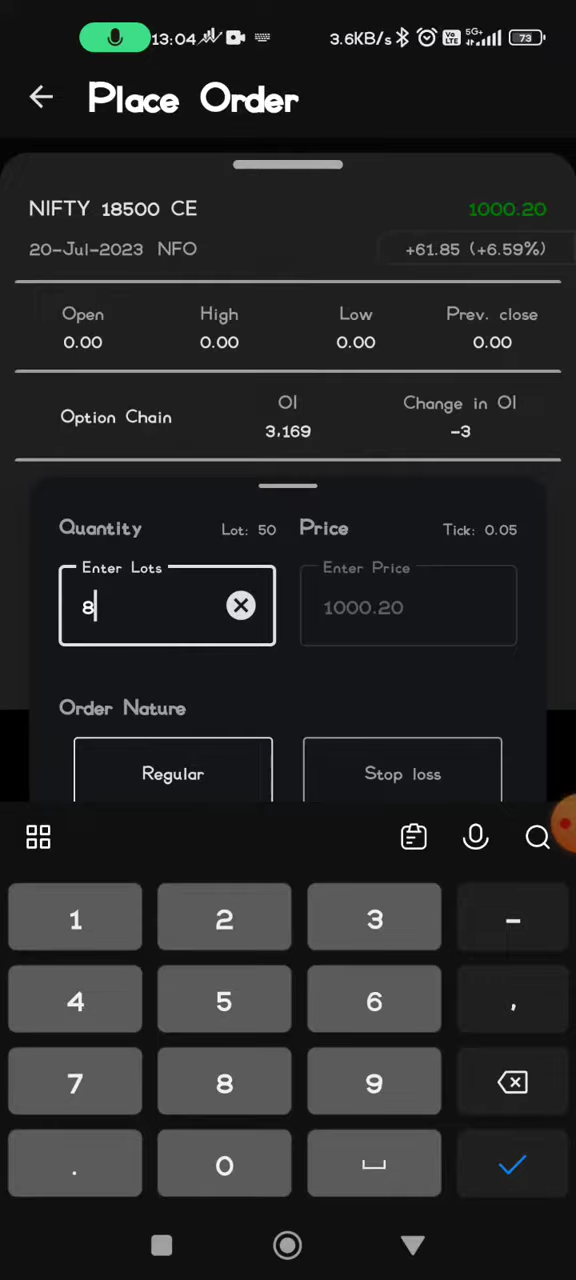 13:04 3.6KB/s Vo LTE 5G+ 73
Place Order
NIFTY 18500 CE 1000.20
20-Jul-2023 NFO +61.85 (+6.59%)
Open High Low Prev. close
0.00 0.00 0.00 0.00
Option Chain OI Change in OI
3,169 -3
Quantity Lot: 50 Price Tick: 0.05
Enter Lots Enter Price
8 1000.20
Order Nature
Regular Stop loss
1 2 3 -
4 5 6 ,
7 8 9
. 0